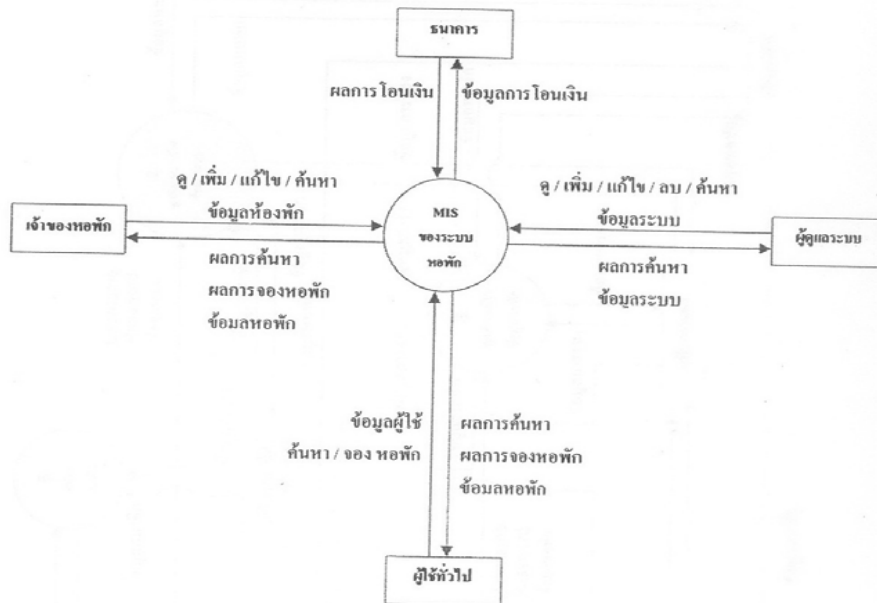 ธนาคาร
ผลการโอนเงิน
ข้อมูลการโอนเงิน
ดู / เพิ่ม / แก้ไข / ค้นหา
ข้อมูลห้องพัก
เจ้าของหอพัก
ผลการค้นหา
ผลการจองหอพัก
ข้อมลหอพัก
MIS
ของระบบ
หอพัก
ดู / เพิ่ม / แก้ไข / ลบ / ค้นหา
ข้อมูลระบบ
ผู้ดูแลระบบ
ผลการค้นหา
ข้อมูลระบบ
ข้อมูลผู้ใช้
ค้นหา / จอง หอพัก
ผลการค้นหา
ผลการจองหอพัก
ข้อมลหอพัก
ผู้ใช้ทั่วไป